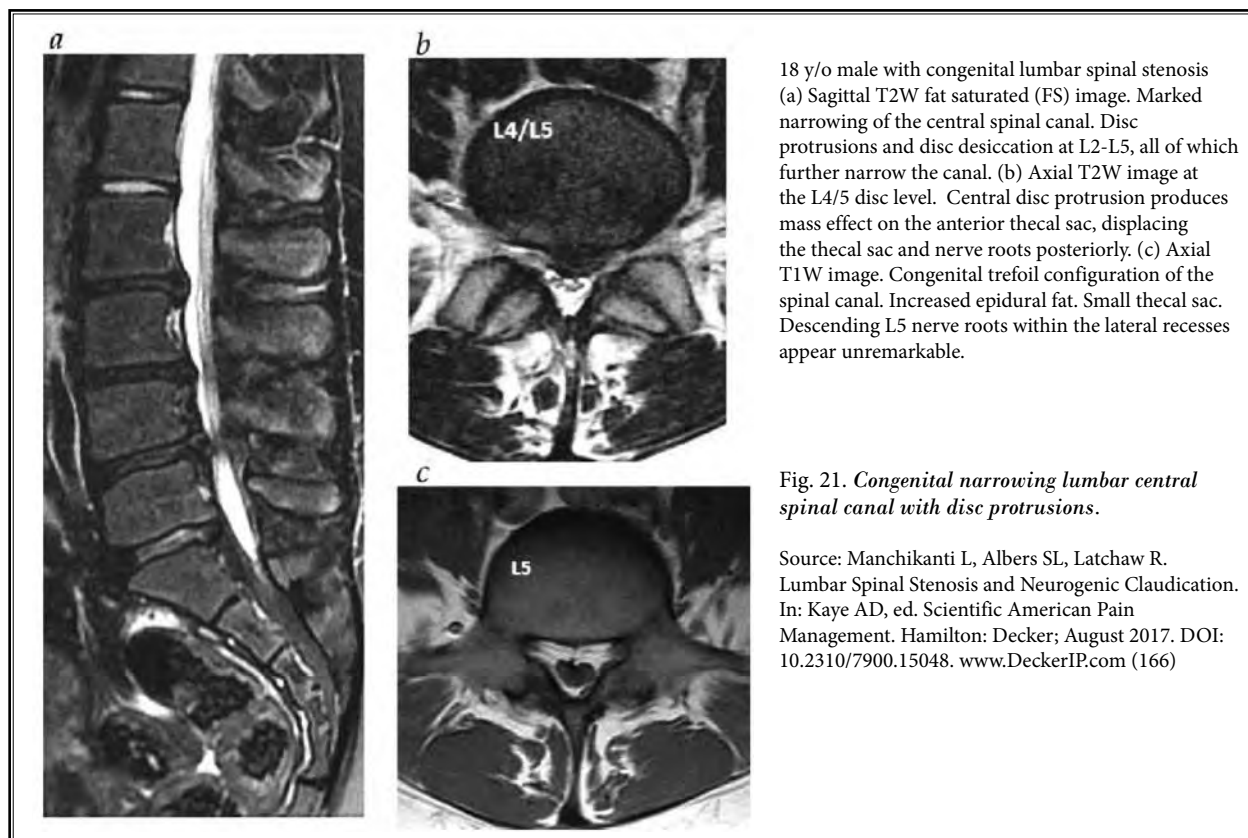 a
b
L4/L5
c
L5
18 y/o male with congenital lumbar spinal stenosis
(a) Sagittal T2W fat saturated (FS) image. Marked
narrowing of the central spinal canal. Disc
protrusions and disc desiccation at L2-L5, all of which
further narrow the canal. (b) Axial T2W image at
the L4/5 disc level.  Central disc protrusion produces
mass effect on the anterior thecal sac, displacing
the thecal sac and nerve roots posteriorly. (c) Axial
T1W image. Congenital trefoil configuration of the
spinal canal. Increased epidural fat. Small thecal sac.
Descending L5 nerve roots within the lateral recesses
appear unremarkable.
Fig. 21. Congenital narrowing lumbar central
spinal canal with disc protrusions.
Source: Manchikanti L, Albers SL, Latchaw R.
Lumbar Spinal Stenosis and Neurogenic Claudication.
In: Kaye AD, ed. Scientific American Pain
Management. Hamilton: Decker; August 2017. DOI:
10.2310/7900.15048. www.DeckerIP.com (166)